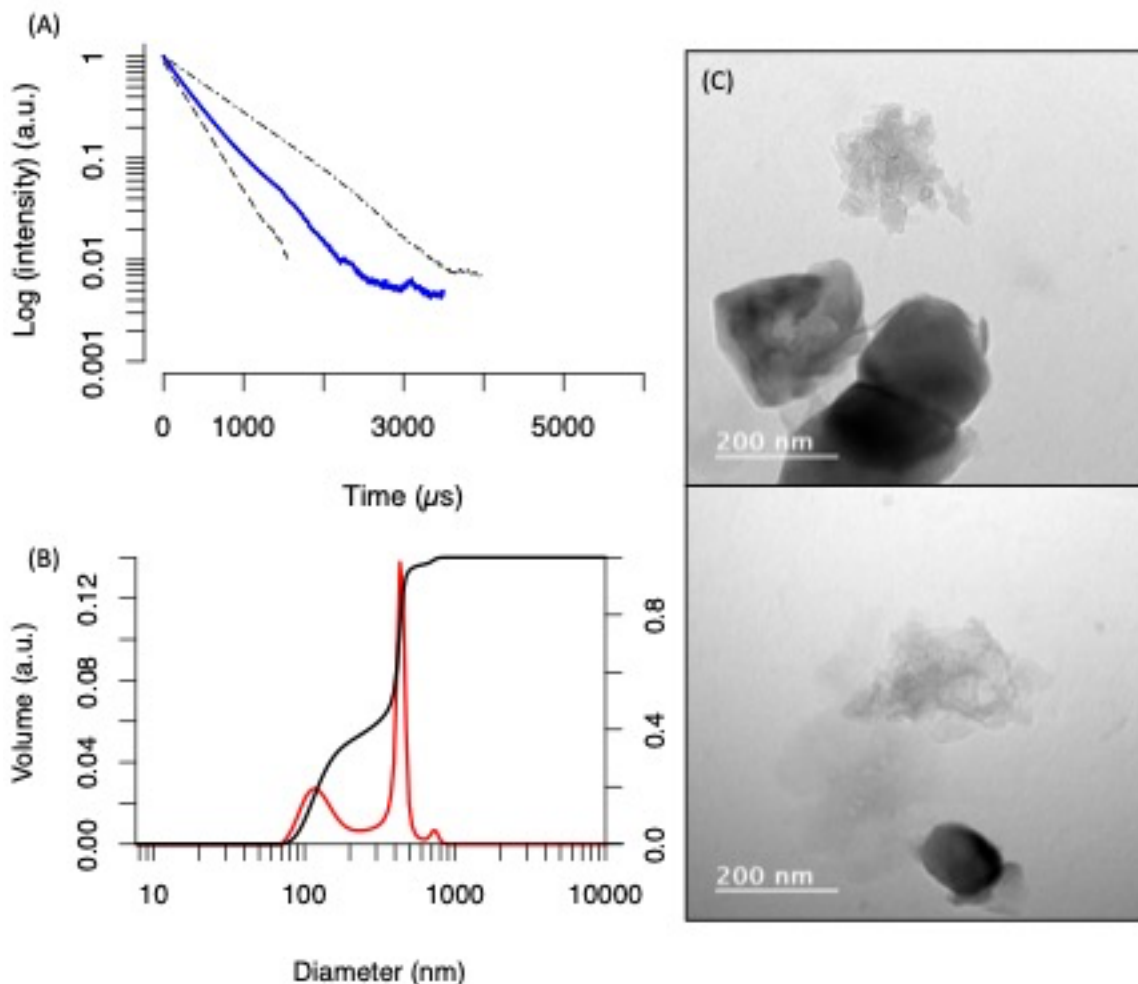 (A)
Log (intensity) (a.u.)
1
0.1
0.01
0.001
0
1000
3000
5000
Time (µs)
(B)
Volume (a.u.)
0.12
0.08
0.04
0.00
0.8
0.4
0.0
10
100
1000
10000
Diameter (nm)
(C)
200 nm
200 nm